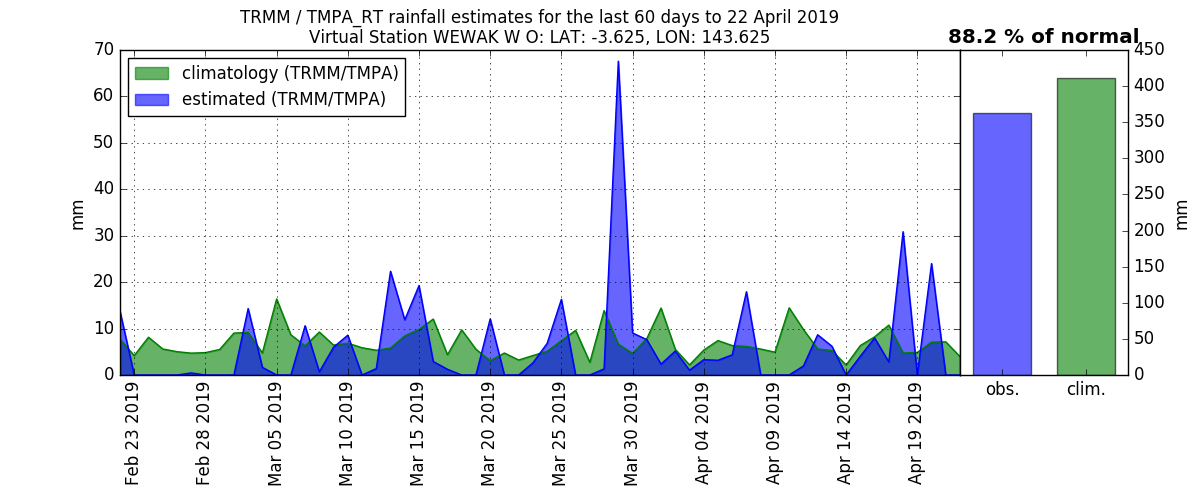 TRMM / TMPA_RT rainfall estimates for the last 60 days to 22 April 2019
Virtual Station WEWAK W O: LAT: -3.625, LON: 143.625
88.2 % of normal
climatology (TRMM/TMPA)
estimated (TRMM/TMPA)
mm
70
60
50
40
30
20
10
0
Feb 23 2019
Feb 28 2019
Mar 05 2019
Mar 10 2019
Mar 15 2019
Mar 20 2019
Mar 25 2019
Mar 30 2019
Apr 04 2019
Apr 09 2019
Apr 14 2019
Apr 19 2019
450
400
350
300
250
200
150
100
50
0
mm
obs.
clim.